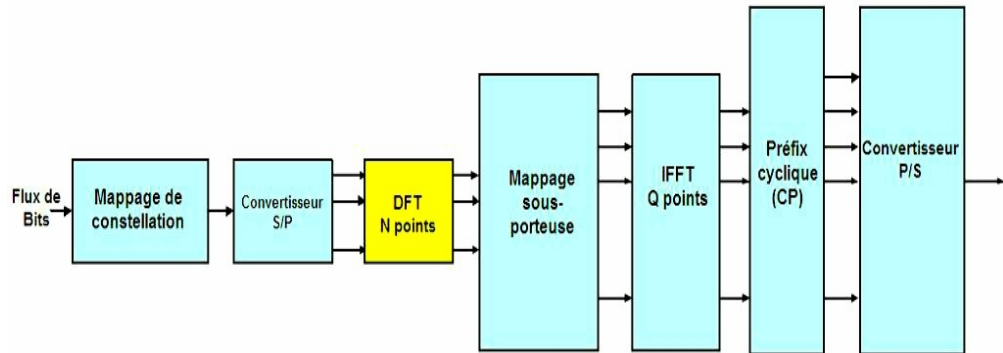 Flux de
Bits
Mappage de
constellation
Convertisseur
S/P
DFT
N points
Mappage
sous-
porteuse
IFFT
Q points
Préfix
cyclique
(CP)
Convertisseur
P/S